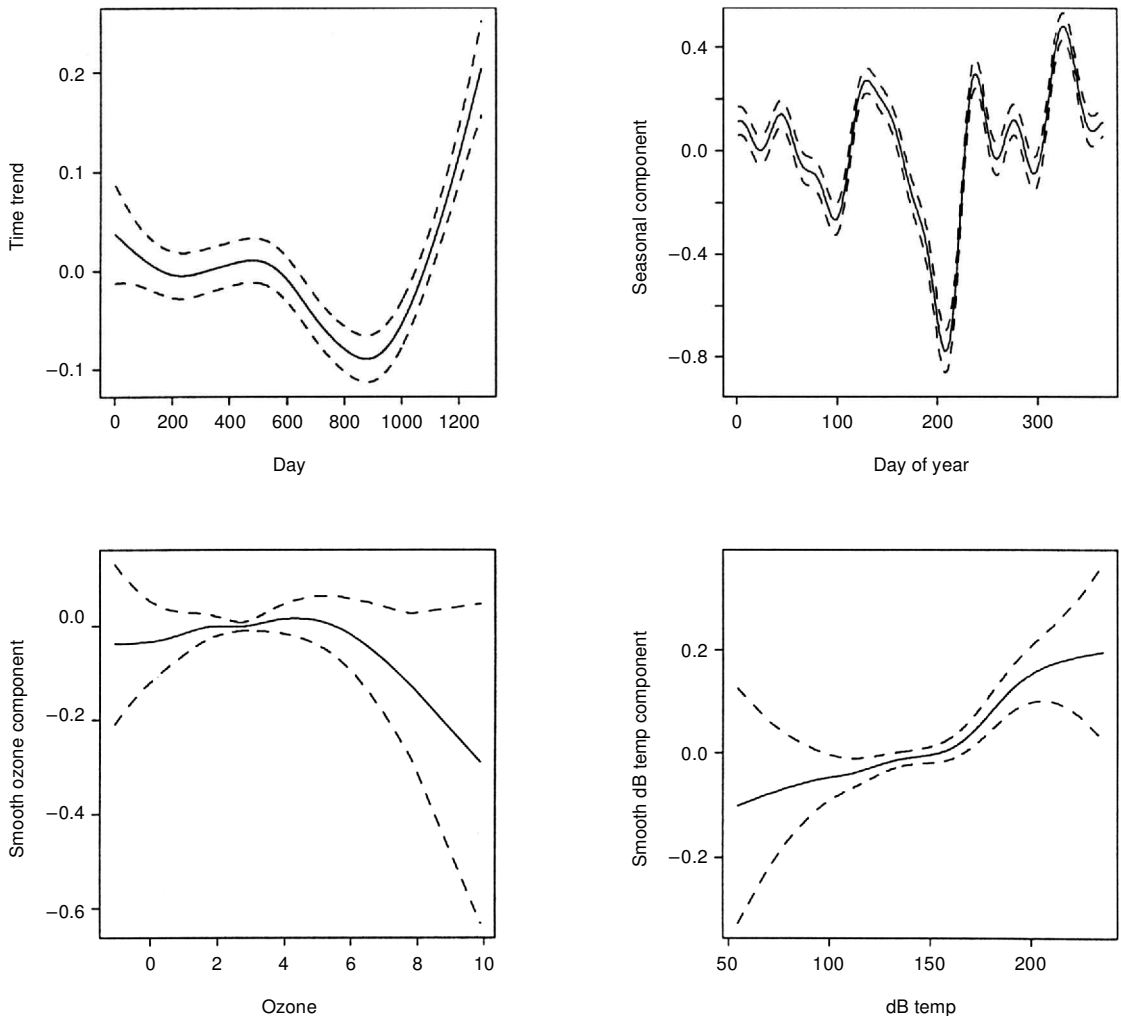 Time trend
0.2
0.1
0.0
−0.1
0 200 400 600 800 1000 1200
Day
Seasonal component
0.4
0.0
−0.4
−0.8
0 100 200 300
Day of year
Smooth ozone component
0.0
−0.2
−0.4
−0.6
0 2 4 6 8 10
Ozone
Smooth dB temp component
0.2
0.0
−0.2
50 100 150 200
dB temp